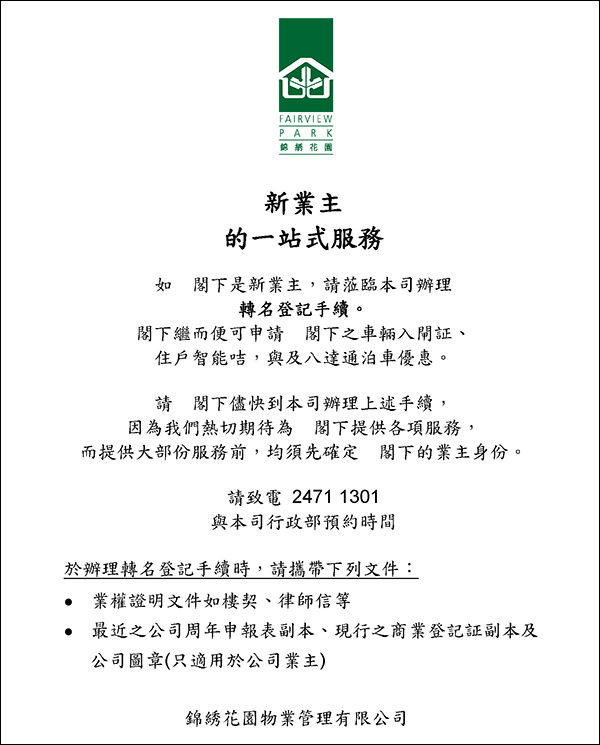 FAIRVIEW
PARK
錦綉花園
新業主
的一站式服務
如　閣下是新業主，請蒞臨本司辦理
轉名登記手續。
閣下繼而便可申請　閣下之車輛入閘証、
住戶智能咭，與及八達通泊車優惠。
請　閣下儘快到本司辦理上述手續，
因為我們熱切期待為　閣下提供各項服務，
而提供大部份服務前，均須先確定　閣下的業主身份。
請致電 2471 1301
與本司行政部預約時間
於辦理轉名登記手續時，請攜帶下列文件：
● 業權證明文件如樓契、律師信等
● 最近之公司周年申報表副本、現行之商業登記証副本及
公司圖章(只適用於公司業主)
錦綉花園物業管理有限公司